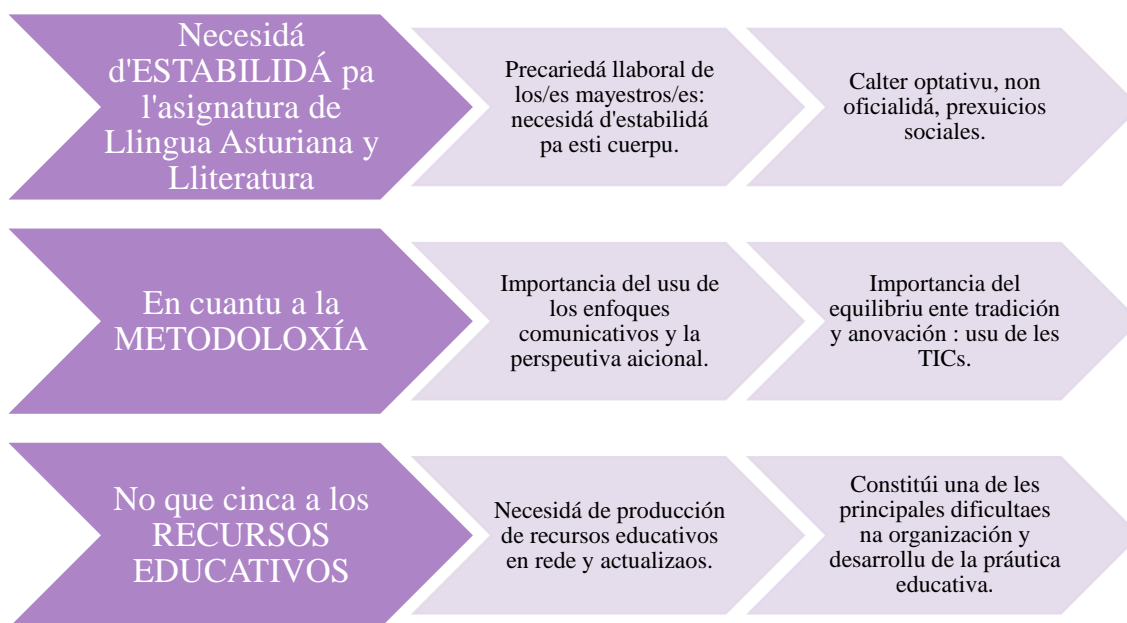 Necesidá
d'ESTABILIDÁ pa
l'asignatura de
Llingua Asturiana y
Lliteratura
Precariedá llaboral de
los/es mayestros/es:
necesidá d'estabilidá
pa esti cuerpu.
Calter optativu, non
oficialidá, prexuicios
sociales.
En cuantu a la
METODOLOXÍA
Importancia del usu de
los enfoques
comunicativos y la
perspeutiva aicional.
Importancia del
equilibriu ente tradición
y anovación : usu de les
TICs.
No que cinca a los
RECURSOS
EDUCATIVOS
Necesidá de producción
de recursos educativos
en rede y actualizaos.
Constitúi una de les
principales dificultaes
na organización y
desarrollu de la práutica
educativa.